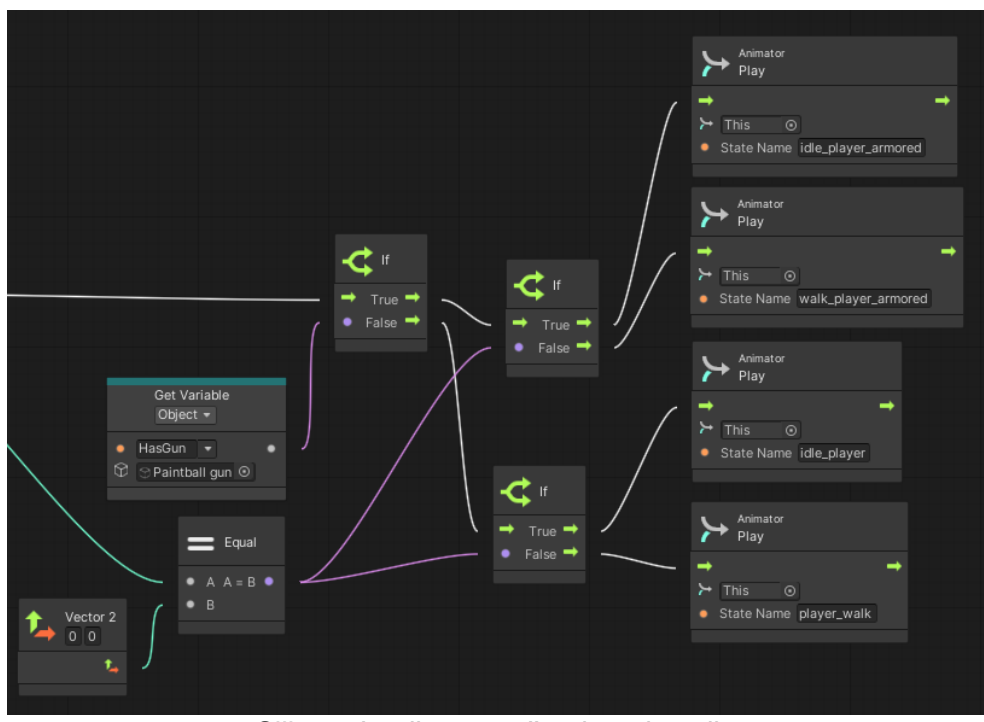 Animator
Play
This
State Name idle_player_armored
Animator
Play
This
State Name walk_player_armored
If
True
False
If
True
False
Get Variable
Object
HasGun
Paintball gun
Animator
Play
This
State Name idle_player
Equal
A A = B
B
If
True
False
Vector 2
0 0
Animator
Play
This
State Name player_walk